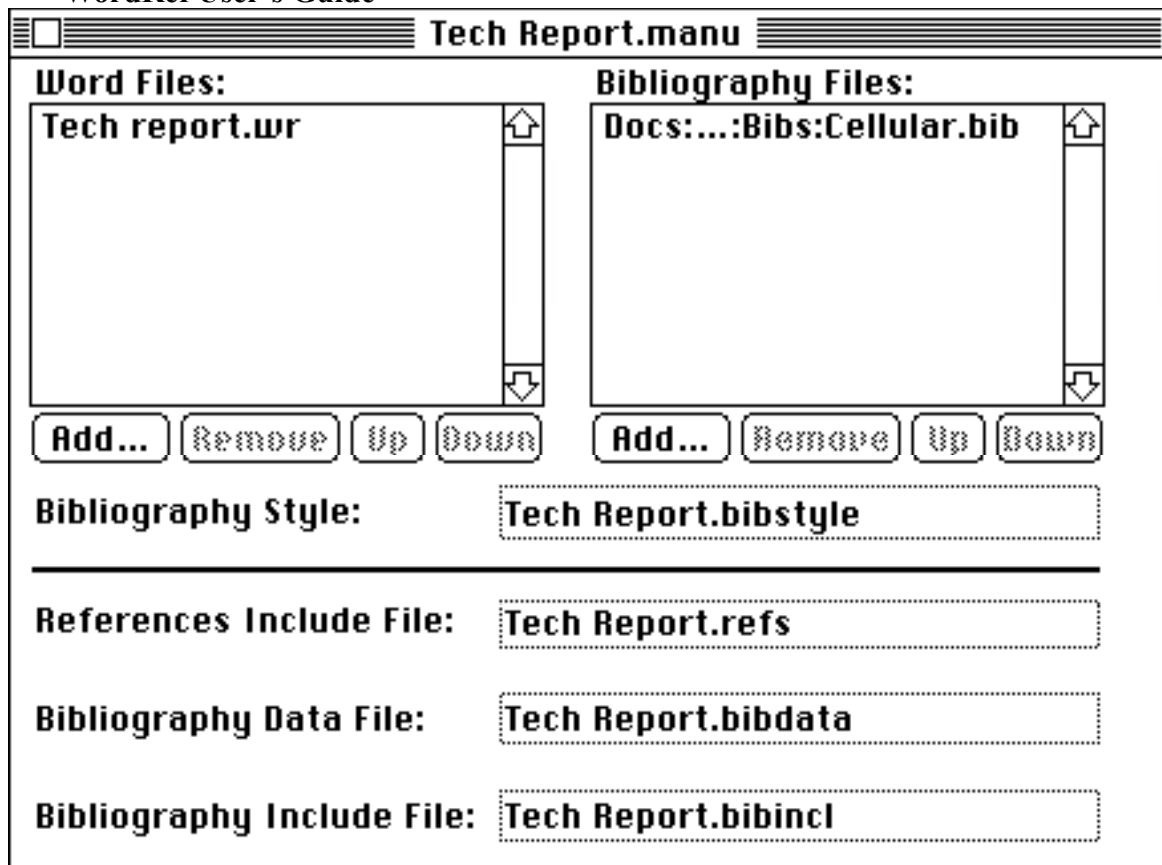 WordRef User's Guide
Tech Report.manu
Word Files:
Tech report.wr
Add... Remove Up Down
Bibliography Files:
Docs:...:Bibs:Cellular.bib
Add... Remove Up Down
Bibliography Style: Tech Report.bibstyle
References Include File: Tech Report.refs
Bibliography Data File: Tech Report.bibdata
Bibliography Include File: Tech Report.bibincl